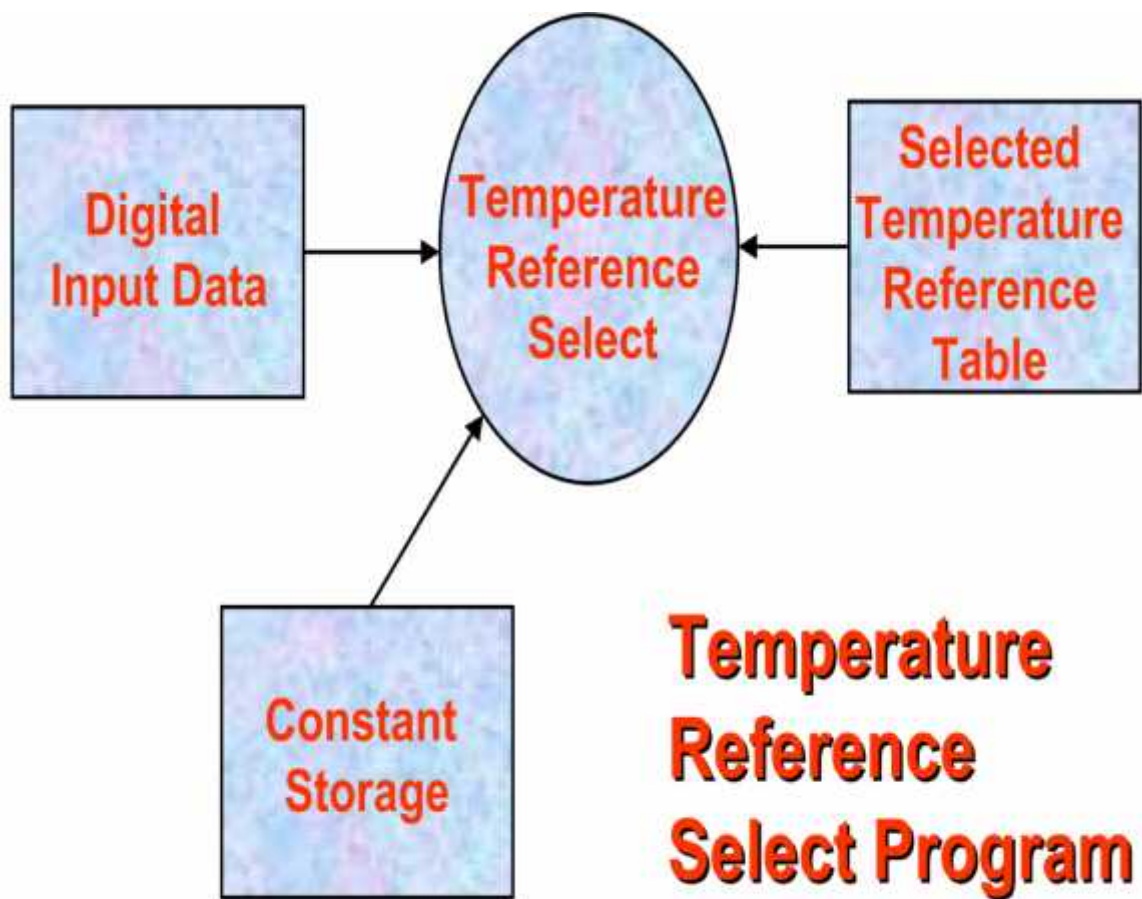 Digital
Input Data
Temperature
Reference
Select
Selected
Temperature
Reference
Table
Constant
Storage
Temperature
Reference
Select Program